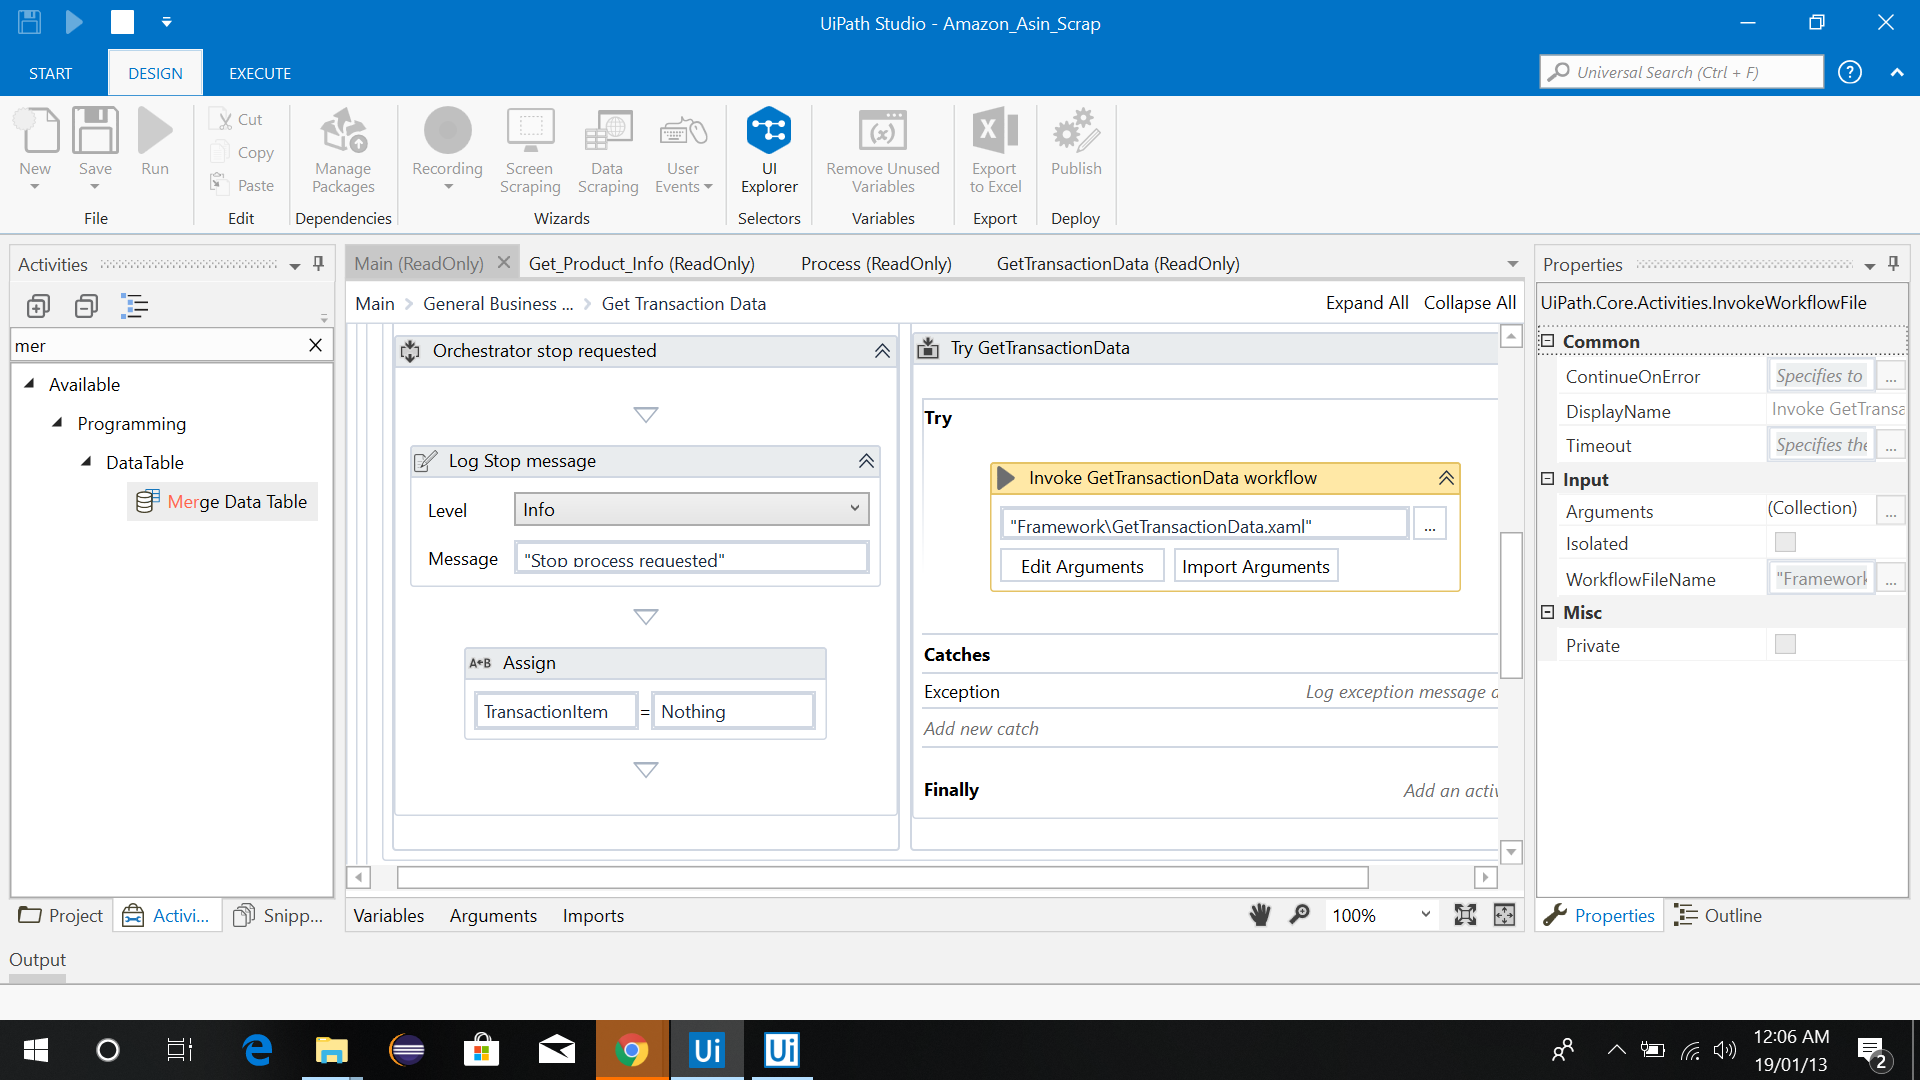 UiPath Studio - Amazon_Asin_Scrap
START
DESIGN
EXECUTE
Universal Search (Ctrl + F)
New
Save
Run
File
Cut
Copy
Paste
Edit
Manage
Packages
Dependencies
Recording
Screen
Scraping
Data
Scraping
User
Events
Wizards
UI
Explorer
Selectors
Remove Unused
Variables
Variables
Export
to Excel
Export
Publish
Deploy
Activities
mer
Available
Programming
DataTable
Merge Data Table
Project
Activi...
Snipp...
Main (ReadOnly)
Get_Product_Info (ReadOnly)
Process (ReadOnly)
GetTransactionData (ReadOnly)
Main > General Business ... > Get Transaction Data
Expand All
Collapse All
Orchestrator stop requested
Log Stop message
Level
Info
Message
"Stop process requested"
A B Assign
TransactionItem = Nothing
Try GetTransactionData
Try
Invoke GetTransactionData workflow
"Framework\GetTransactionData.xaml"
...
Edit Arguments
Import Arguments
Catches
Exception
Log exception message a
Add new catch
Finally
Add an activ
Variables
Arguments
Imports
100%
Properties
UiPath.Core.Activities.InvokeWorkflowFile
Common
ContinueOnError
Specifies to
...
DisplayName
Invoke GetTransa
Timeout
Specifies the
...
Input
Arguments
(Collection)
...
Isolated
WorkflowFileName
"Framework
...
Misc
Private
Properties
Outline
Output
Ui
Ui
12:06 AM
19/01/13
2